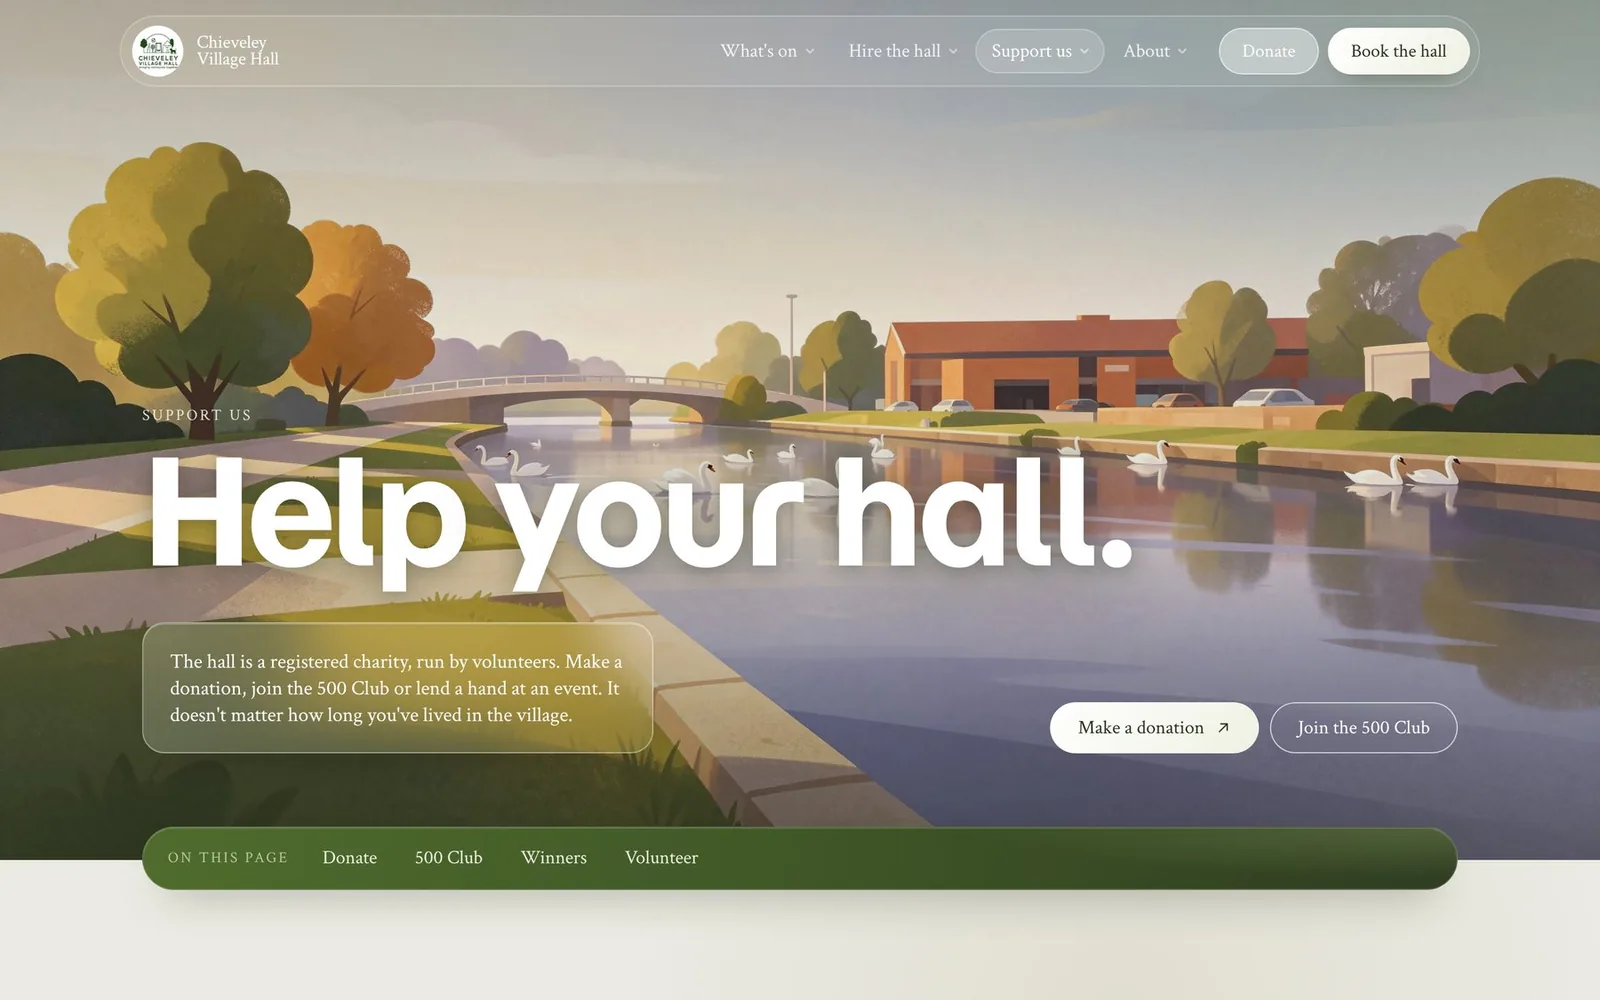 CHIEVELEY
VILLAGE HALL
Chieveley
Village Hall
What's on
Hire the hall
Support us
About
Donate
Book the hall
SUPPORT US
Help your hall.
The hall is a registered charity, run by volunteers. Make a
donation, join the 500 Club or lend a hand at an event. It
doesn't matter how long you've lived in the village.
Make a donation
Join the 500 Club
ON THIS PAGE
Donate
500 Club
Winners
Volunteer